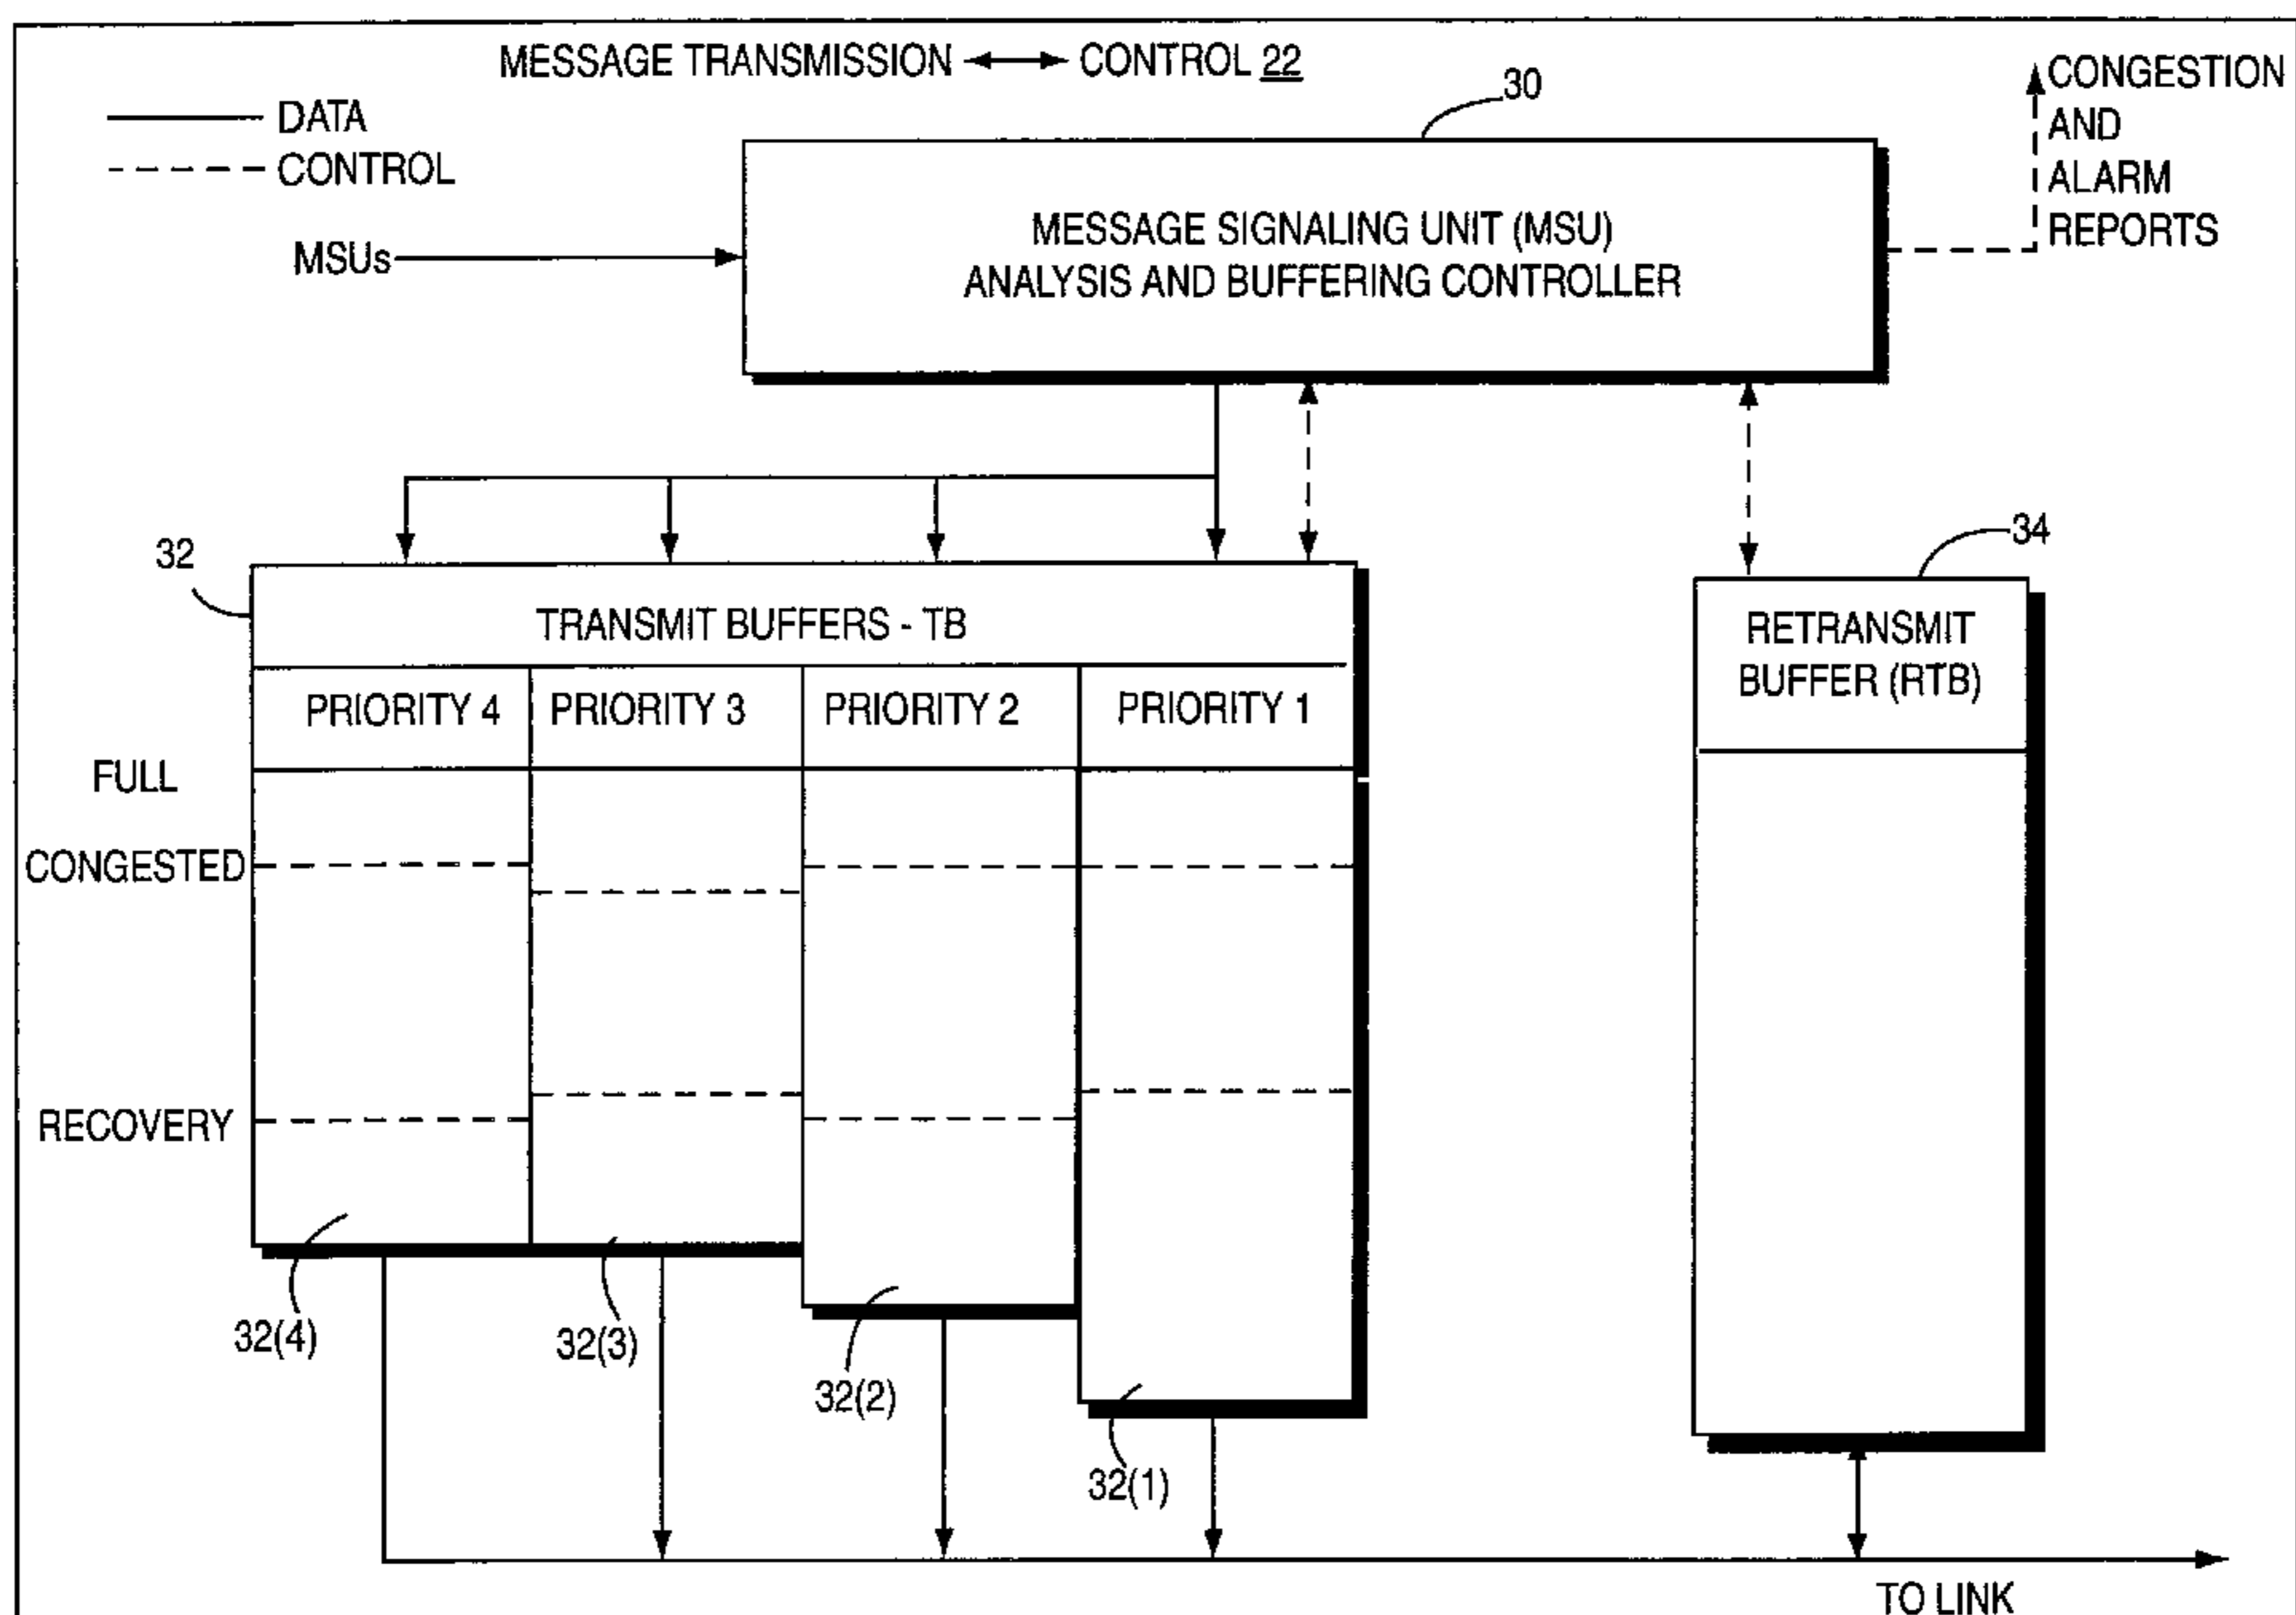 MESSAGE TRANSMISSION CONTROL 22
DATA
CONTROL
30
CONGESTION
AND
ALARM
REPORTS
MSUs
MESSAGE SIGNALING UNIT (MSU)
ANALYSIS AND BUFFERING CONTROLLER
32
34
TRANSMIT BUFFERS - TB
RETRANSMIT
BUFFER (RTB)
PRIORITY 4
PRIORITY 3
PRIORITY 2
PRIORITY 1
FULL
CONGESTED
RECOVERY
32(4)
32(3)
32(2)
32(1)
TO LINK